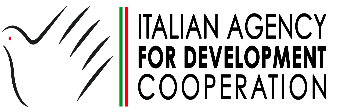 ITALIAN AGENCY
FOR DEVELOPMENT
COOPERATION